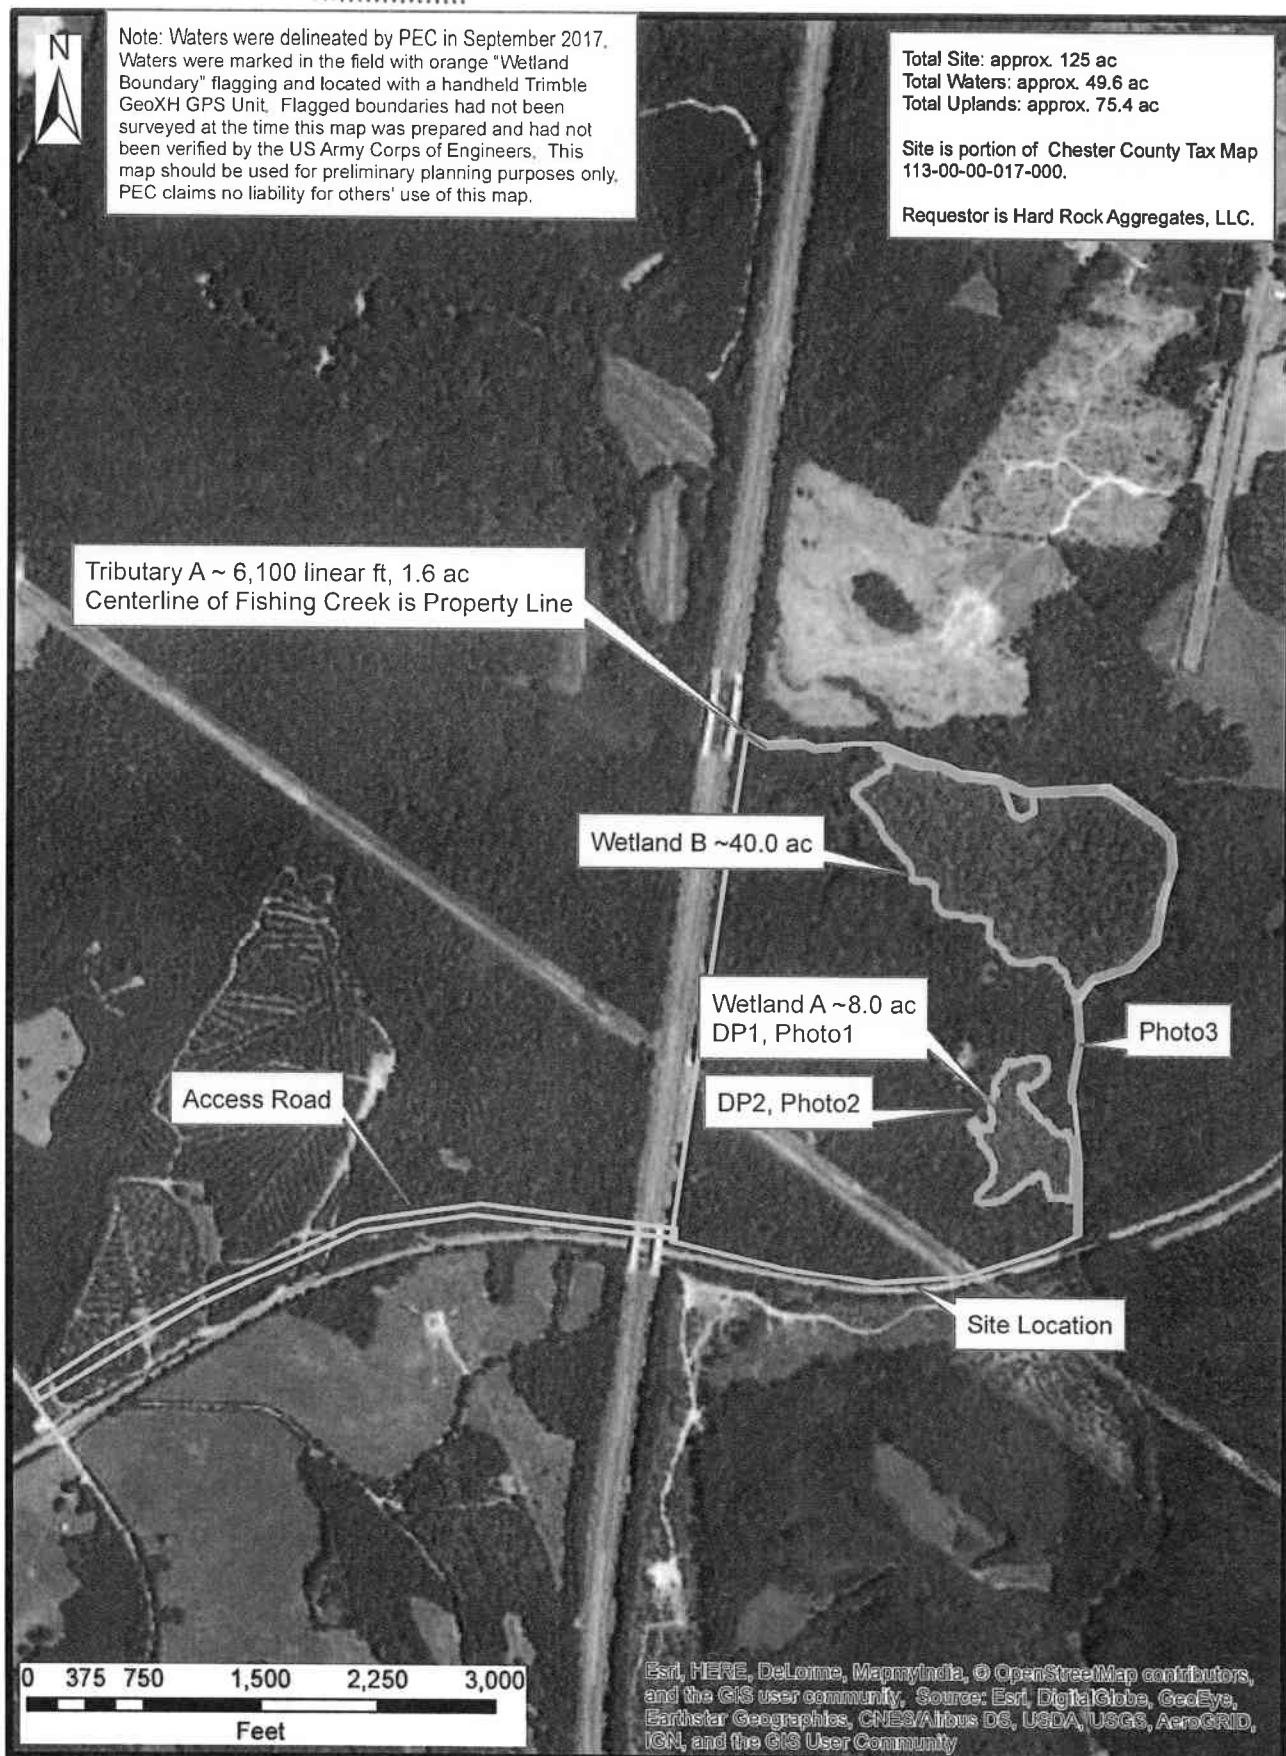 N
Note: Waters were delineated by PEC in September 2017.
Waters were marked in the field with orange "Wetland
Boundary" flagging and located with a handheld Trimble
GeoXH GPS Unit. Flagged boundaries had not been
surveyed at the time this map was prepared and had not
been verified by the US Army Corps of Engineers. This
map should be used for preliminary planning purposes only.
PEC claims no liability for others' use of this map.
Total Site: approx. 125 ac
Total Waters: approx. 49.6 ac
Total Uplands: approx. 75.4 ac
Site is portion of Chester County Tax Map
113-00-00-017-000.
Requestor is Hard Rock Aggregates, LLC.
Tributary A ~ 6,100 linear ft, 1.6 ac
Centerline of Fishing Creek is Property Line
Wetland B ~40.0 ac
Wetland A ~8.0 ac
DP1, Photo1
Photo3
DP2, Photo2
Access Road
Site Location
0 375 750 1,500 2,250 3,000
Feet
Esri, HERE, DeLorme, MapmyIndia, © OpenStreetMap contributors,
and the GIS user community, Source: Esri, DigitalGlobe, GeoEye,
Earthstar Geographics, CNES/Airbus DS, USDA, USGS, AeroGRID,
IGN, and the GIS User Community